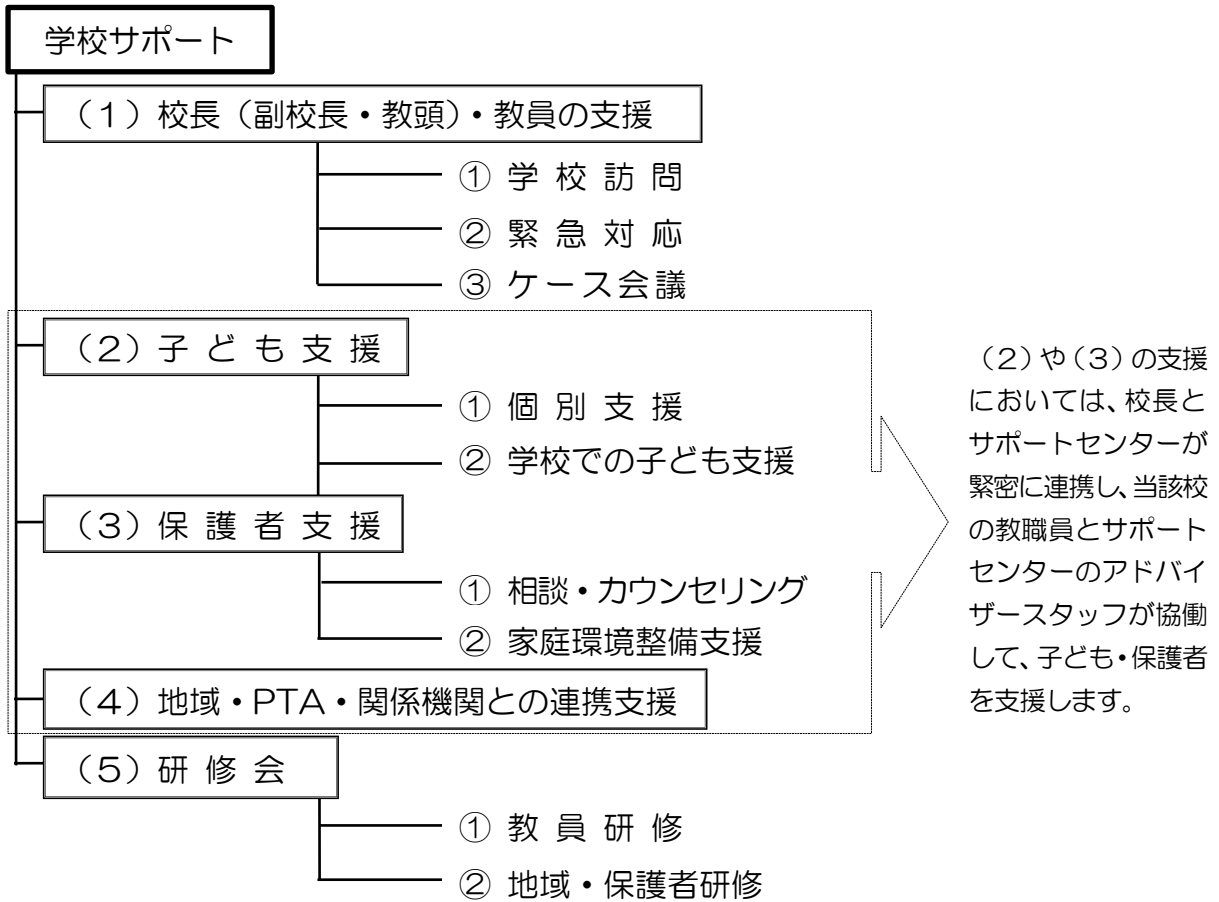 学校サポート
（１）校長（副校長・教頭）・教員の支援
① 学校訪問
② 緊急対応
③ ケース会議
（２）子ども支援
① 個別支援
② 学校での子ども支援
（３）保護者支援
① 相談・カウンセリング
② 家庭環境整備支援
（４）地域・PTA・関係機関との連携支援
（５）研修会
① 教員研修
② 地域・保護者研修
（２）や（３）の支援
においては、校長と
サポートセンターが
緊密に連携し、当該校
の教職員とサポート
センターのアドバイ
ザースタッフが協働
して、子ども・保護者
を支援します。